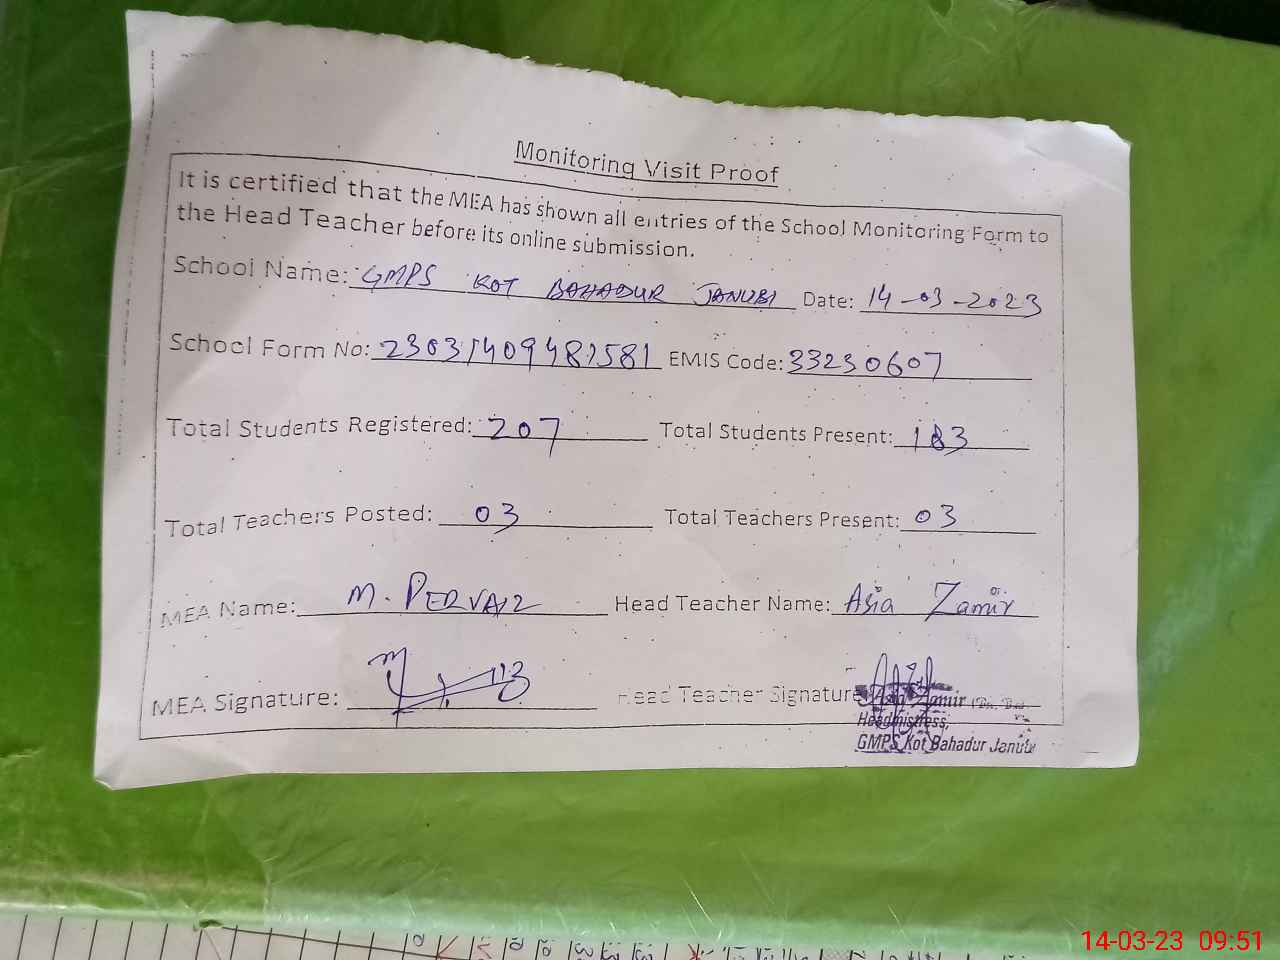 Monitoring Visit Proof
It is certified that the MEA has shown all entries of the School Monitoring Form to
the Head Teacher before its online submission.
School Name: GMPS KOT BAHADUR JANUBI Date: 14-03-2023
School Form No: 23031409481581 EMIS Code: 33230607
Total Students Registered: 207 Total Students Present: 183
Total Teachers Posted: 03 Total Teachers Present: 03
MEA Name: M. PERVAIZ Head Teacher Name: Asia Zamir
MEA Signature: Head Teacher Signature
Asia Zamir
Headmistress,
GMPS Kot Bahadur Janubi
14-03-23 09:51